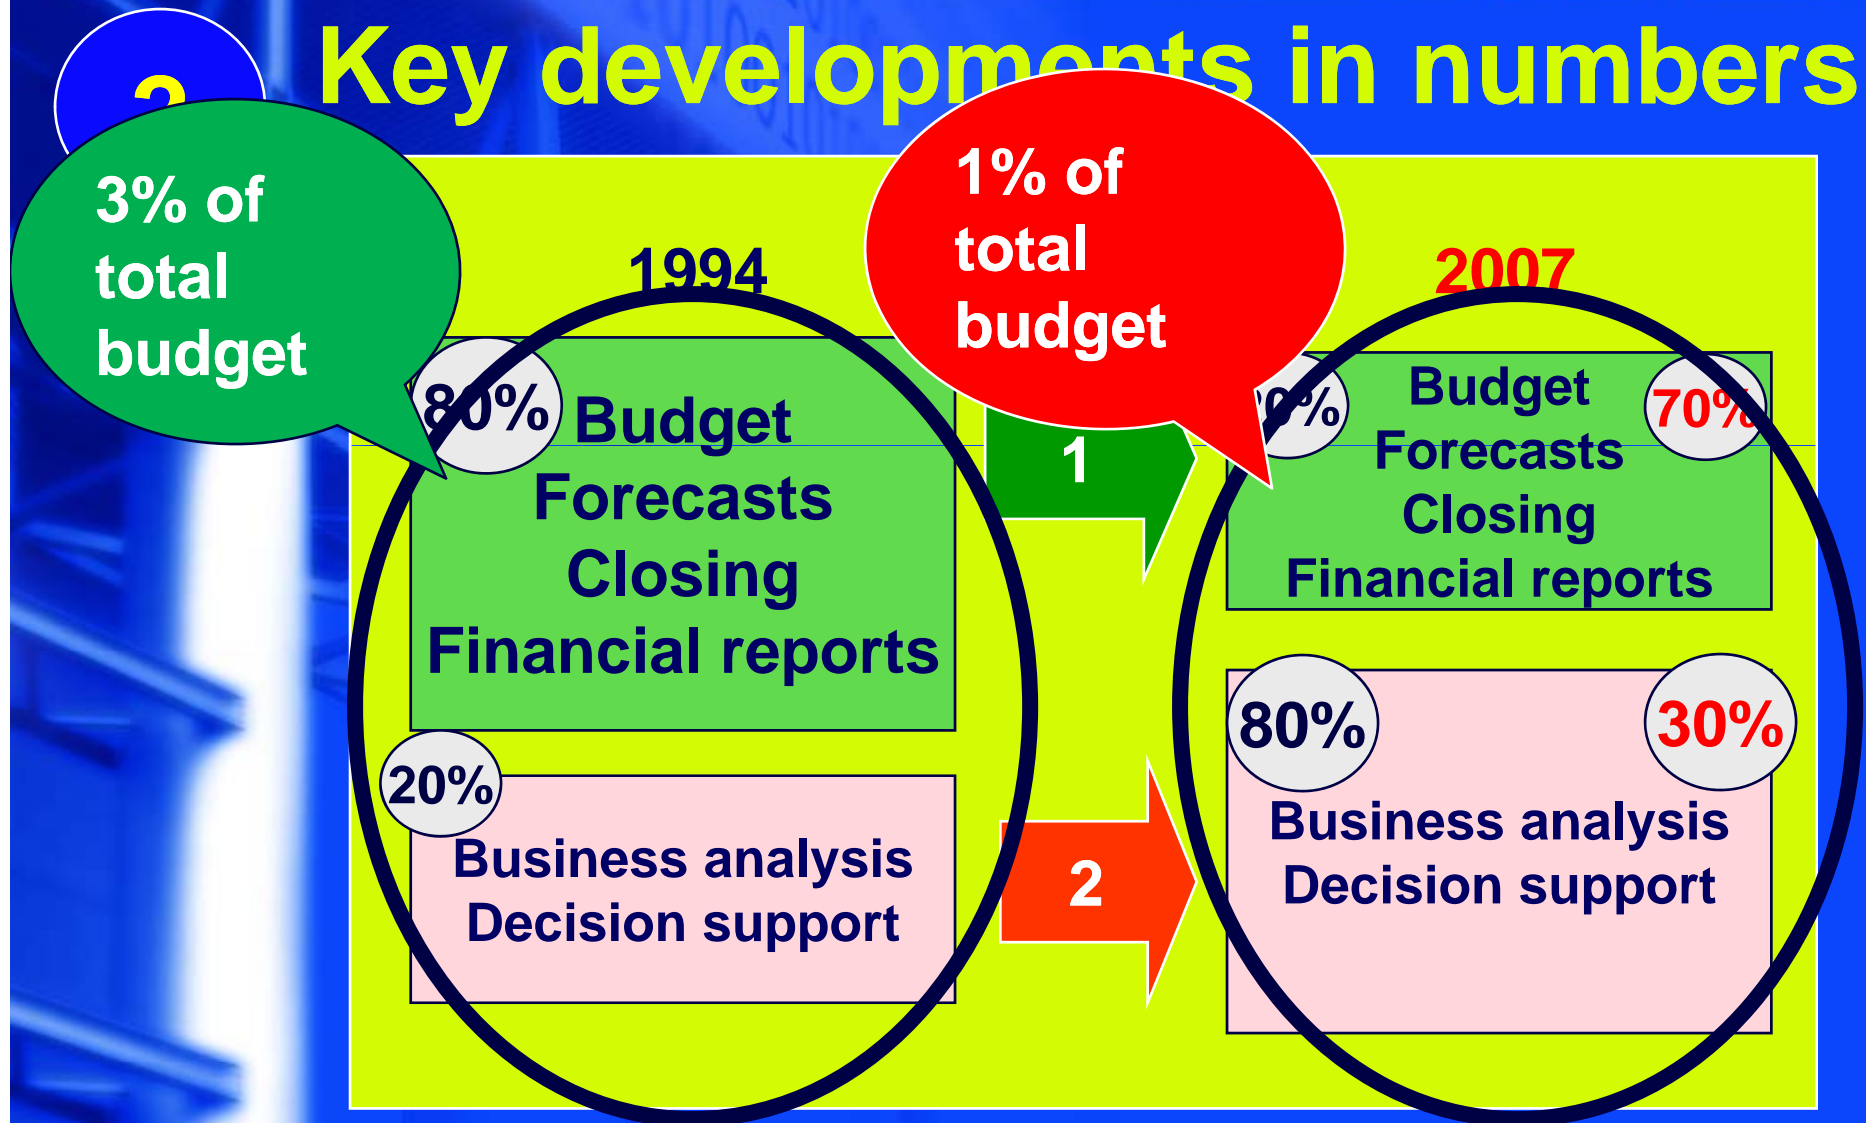 Key developments in numbers
3% of
total
budget
1% of
total
budget
1994
2007
80%
Budget
Forecasts
Closing
Financial reports
1
70%
Budget
Forecasts
Closing
Financial reports
20%
Business analysis
Decision support
2
80%
30%
Business analysis
Decision support